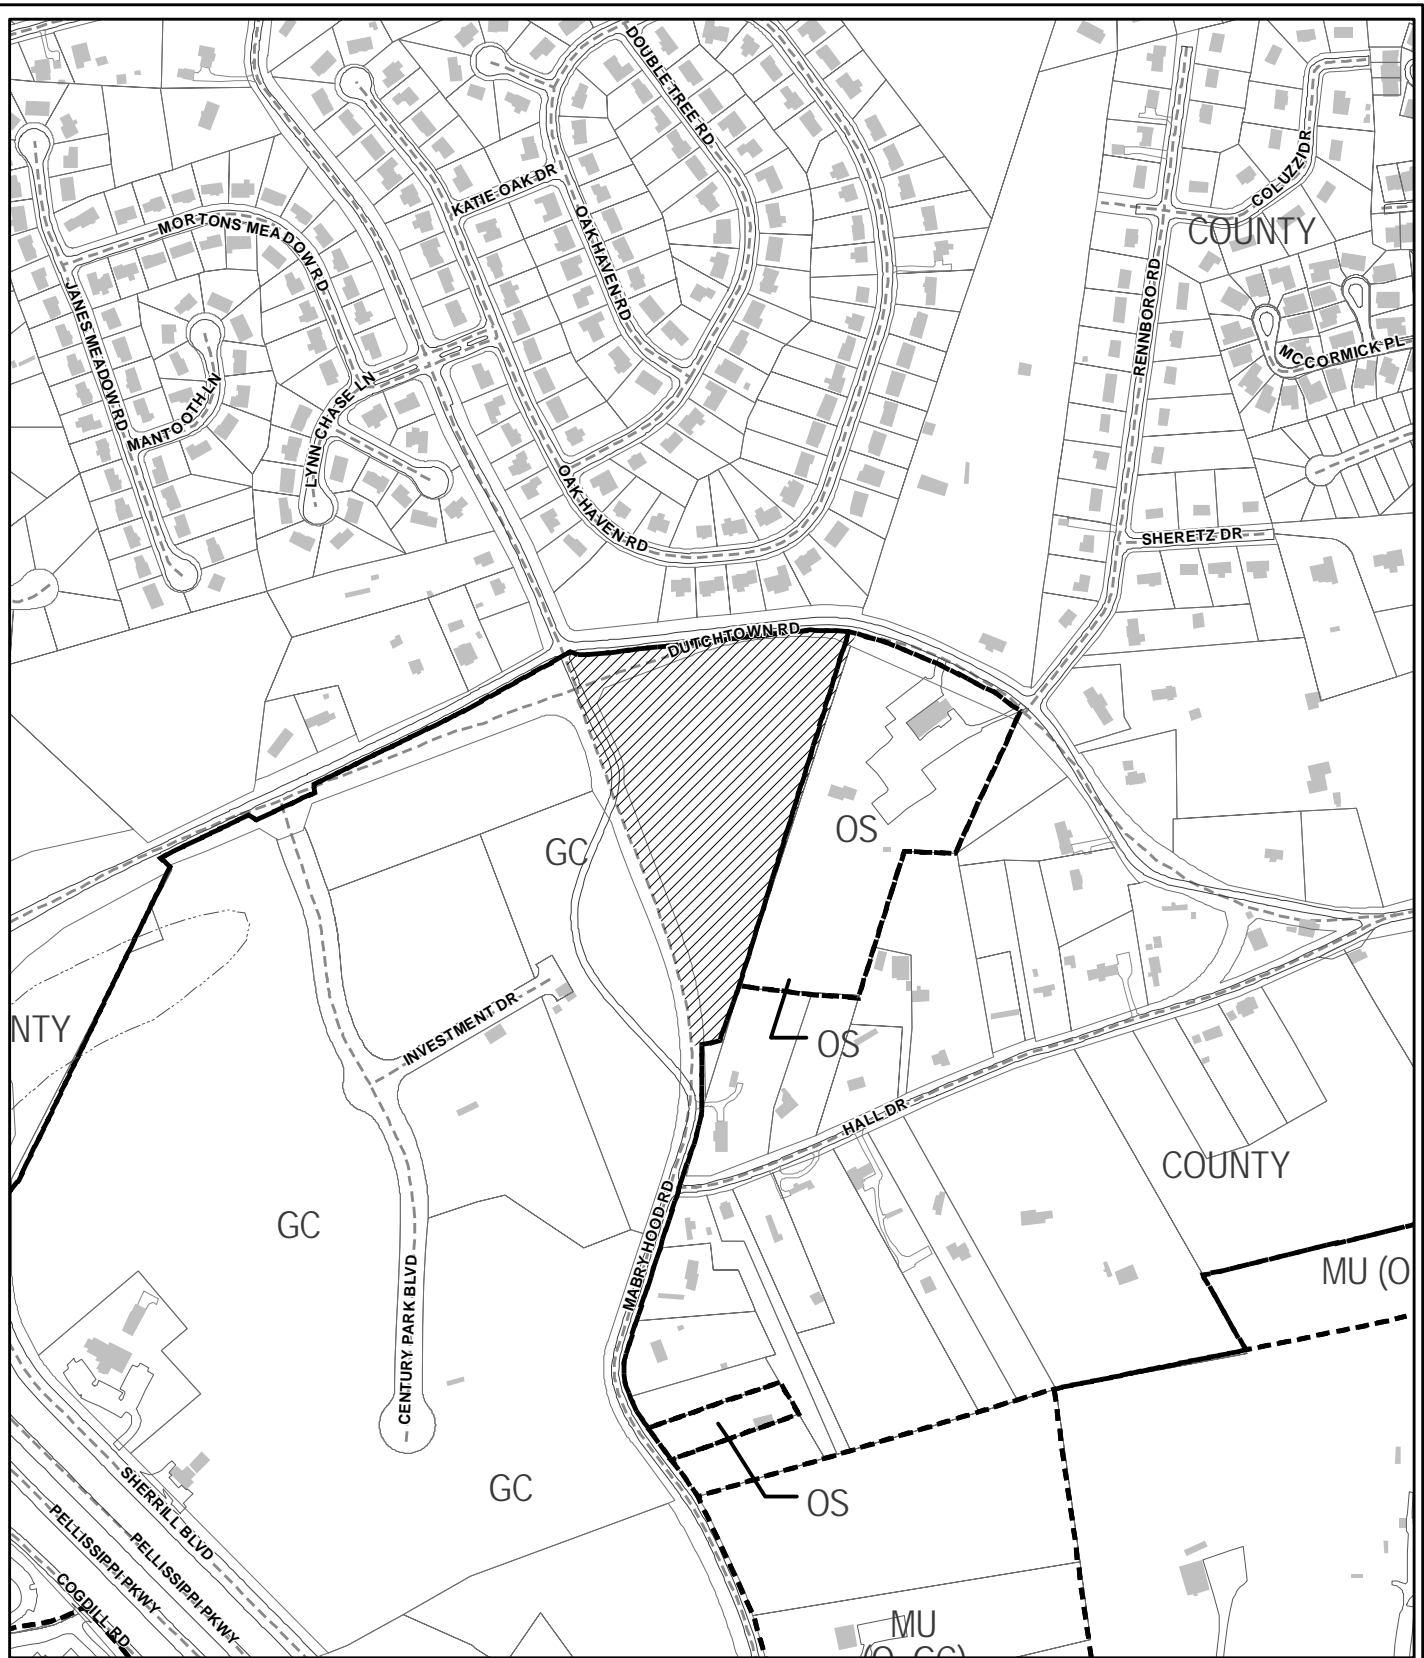 DOUBLE TREE RD
KATIE OAK DR
OAK HAVEN RD
MORTONS MEADOW RD
COLUZZI DR
COUNTY
RENNBORO RD
JANES MEADOW RD
MANTOOTH LN
LYNN CHASE LN
MCCORMICK PL
OAK HAVEN RD
SHERETZ DR
DUTCHTOWN RD
OS
GC
INVESTMENT DR
NTY
OS
HALL DR
COUNTY
GC
MABRY HOOD RD
MU (O
CENTURY PARK BLVD
GC
OS
SHERRILL BLVD
PELLISSIPPI PKWY
PELLISSIPPI PKWY
COGDILL RD
MU
(O, GC)